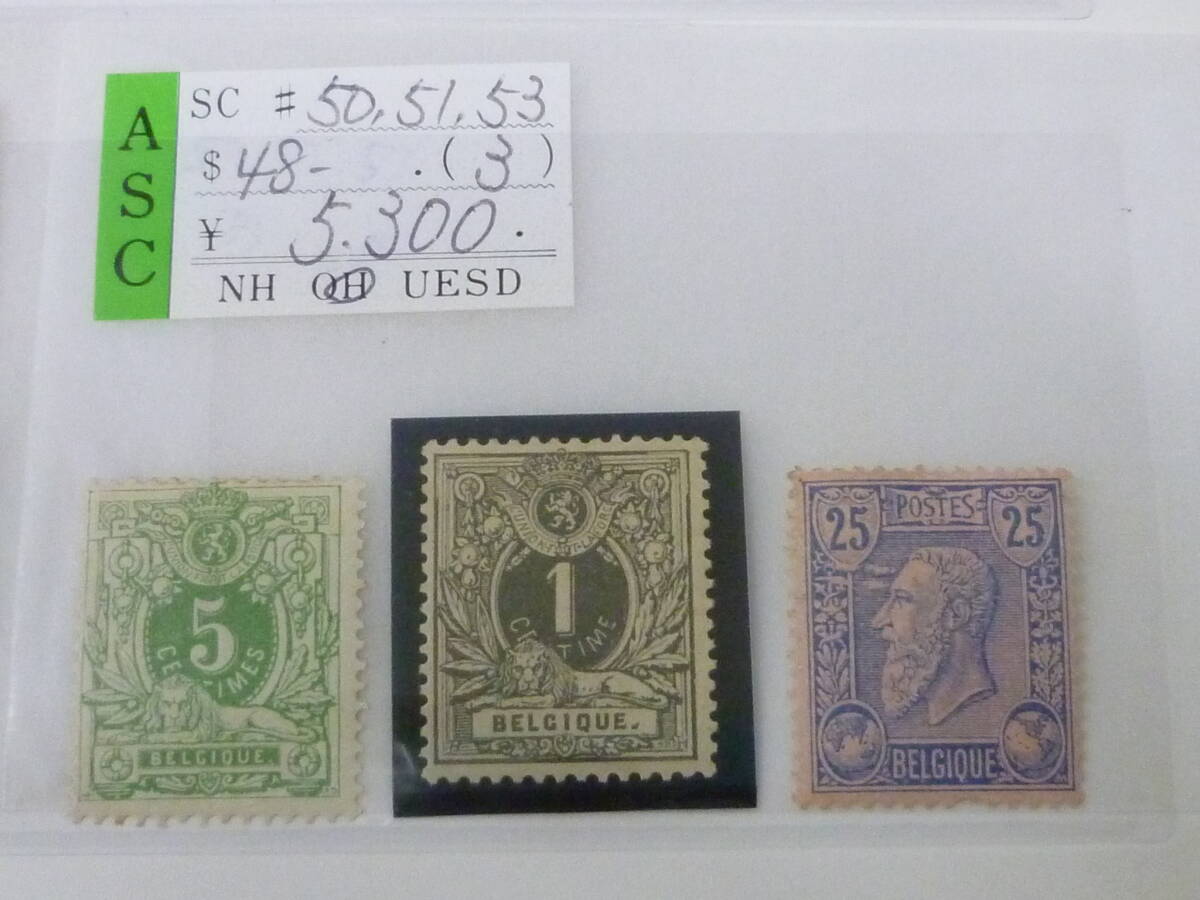 ASC
SC # 50, 51, 53
$ 48- . ( 3 )
¥ 5.300 .
NH OH UESD
5
CENTIMES
BELGIQUE.
1
CENTIME
BELGIQUE.
25 POSTES 25
BELGIQUE